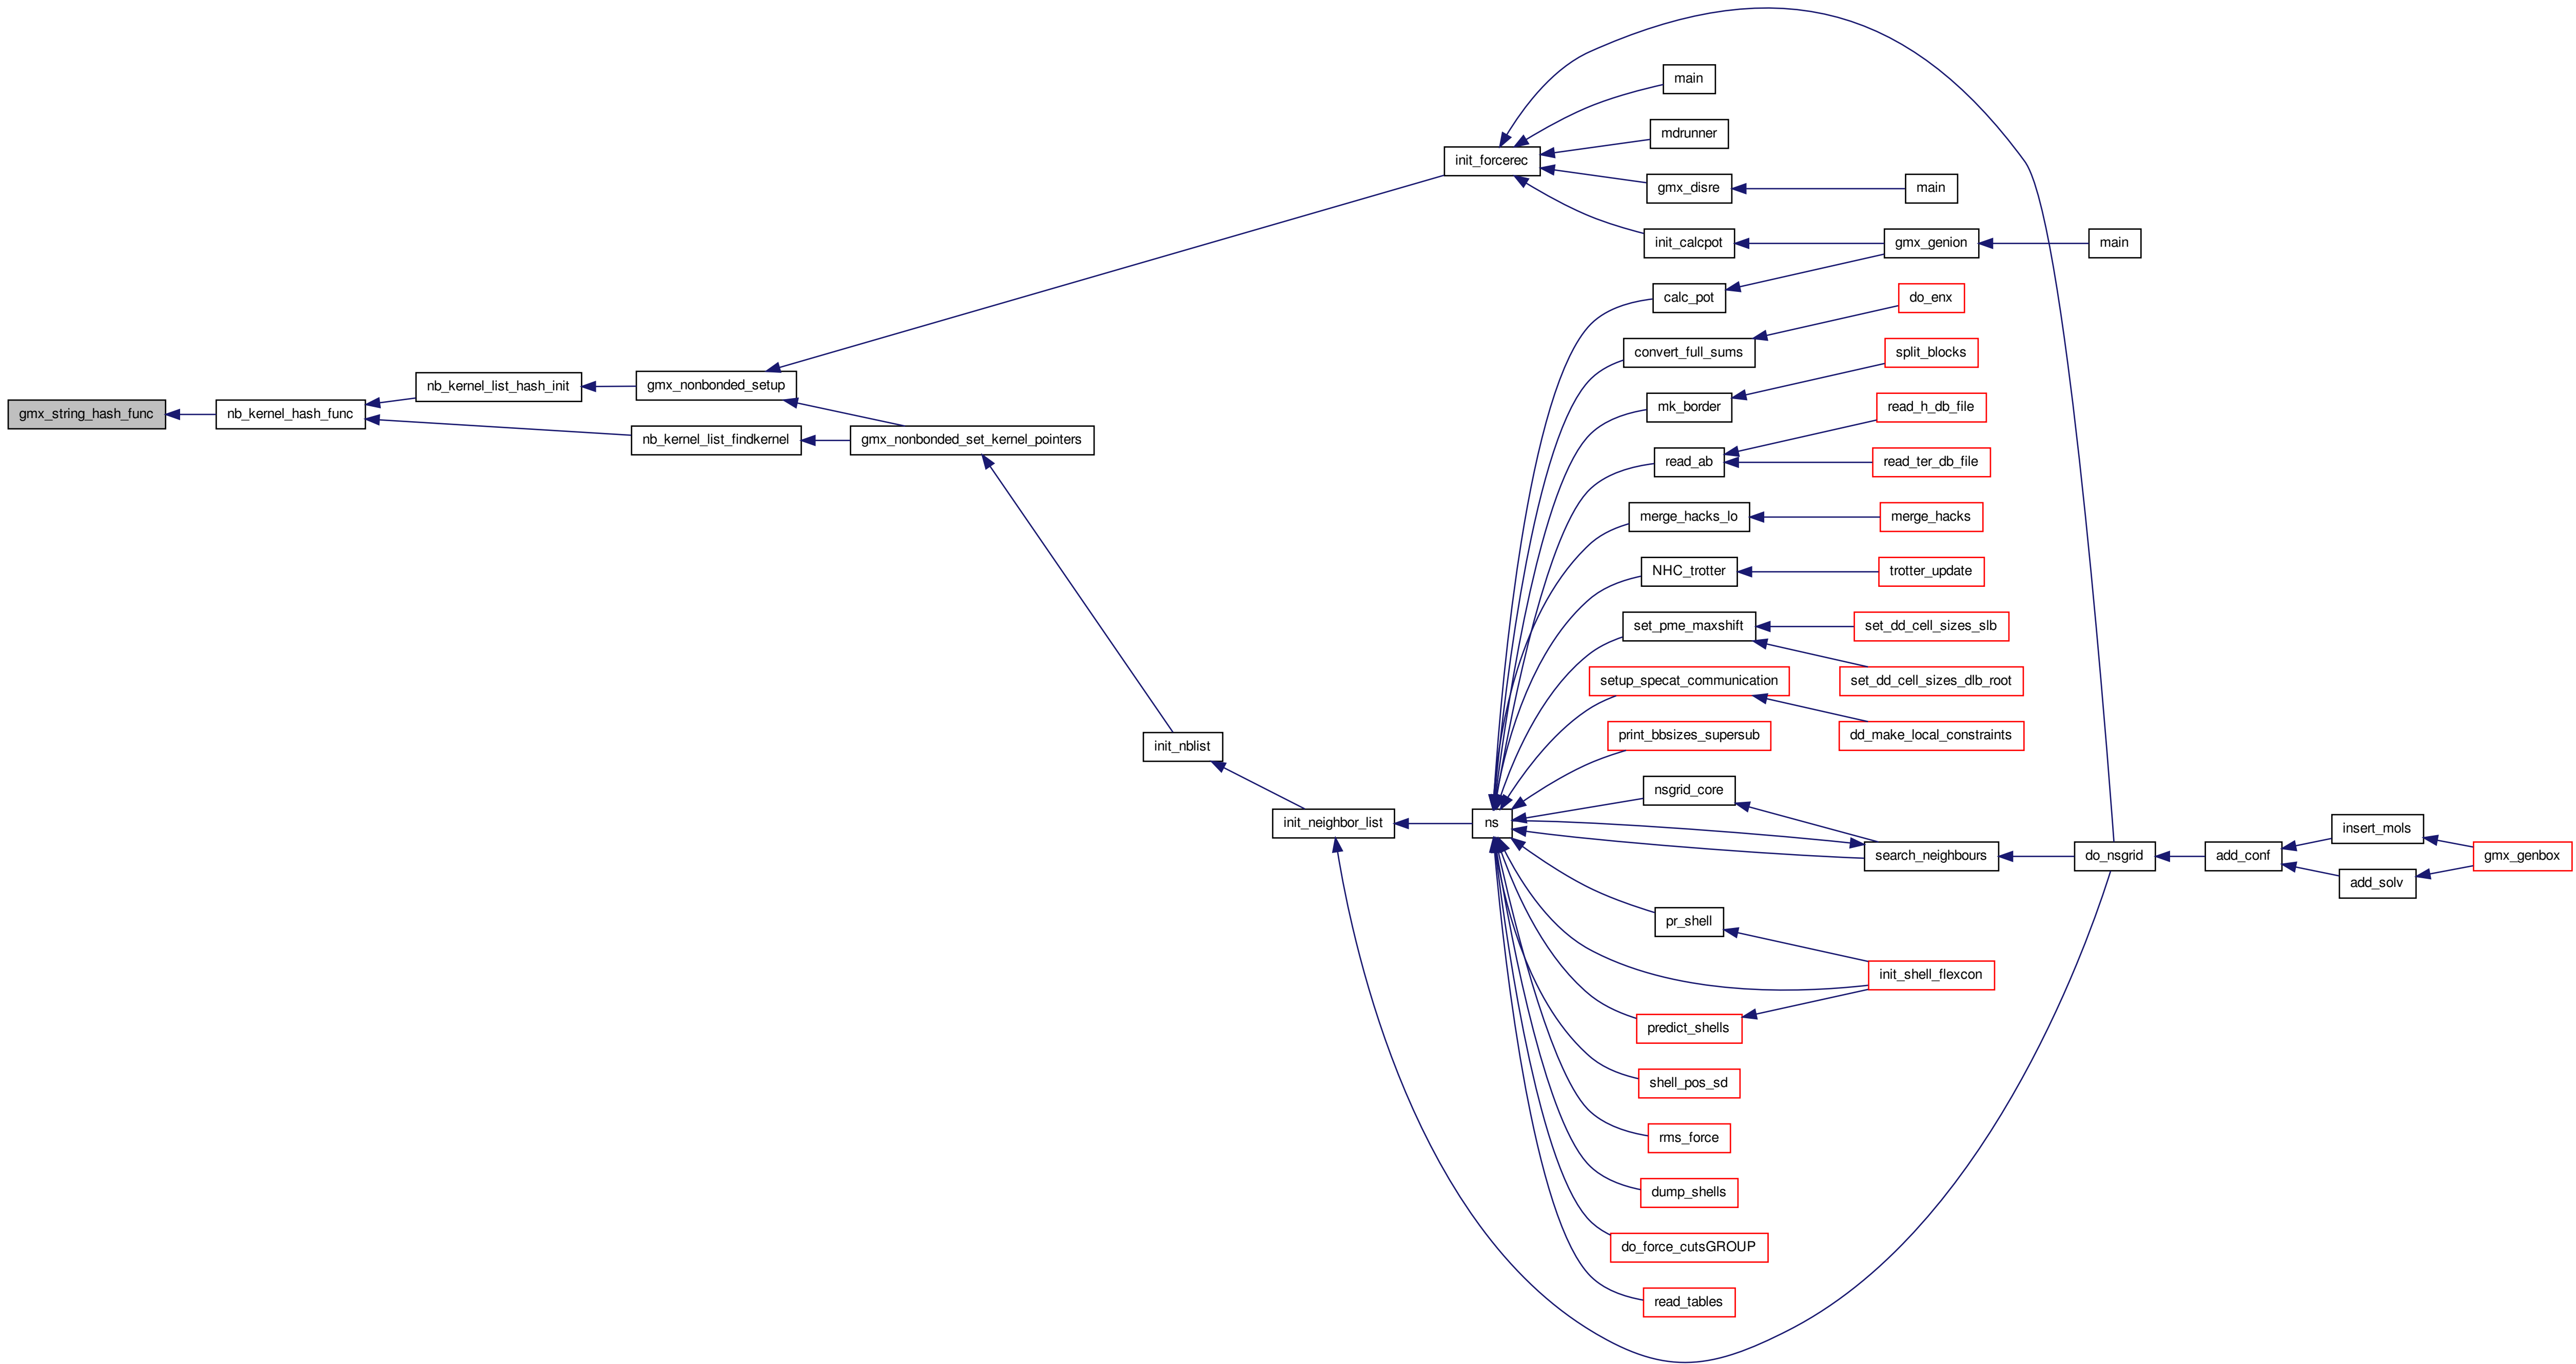 gmx_string_hash_func
nb_kernel_hash_func
nb_kernel_list_hash_init
nb_kernel_list_findkernel
gmx_nonbonded_setup
gmx_nonbonded_set_kernel_pointers
init_nblist
init_neighbor_list
init_forcerec
ns
main
mdrunner
gmx_disre
main
init_calcpot
gmx_genion
main
calc_pot
convert_full_sums
do_enx
mk_border
split_blocks
read_ab
read_h_db_file
read_ter_db_file
merge_hacks_lo
merge_hacks
NHC_trotter
trotter_update
set_pme_maxshift
set_dd_cell_sizes_slb
set_dd_cell_sizes_dlb_root
setup_specat_communication
dd_make_local_constraints
print_bbsizes_supersub
nsgrid_core
search_neighbours
do_nsgrid
add_conf
insert_mols
add_solv
gmx_genbox
pr_shell
init_shell_flexcon
predict_shells
shell_pos_sd
rms_force
dump_shells
do_force_cutsGROUP
read_tables